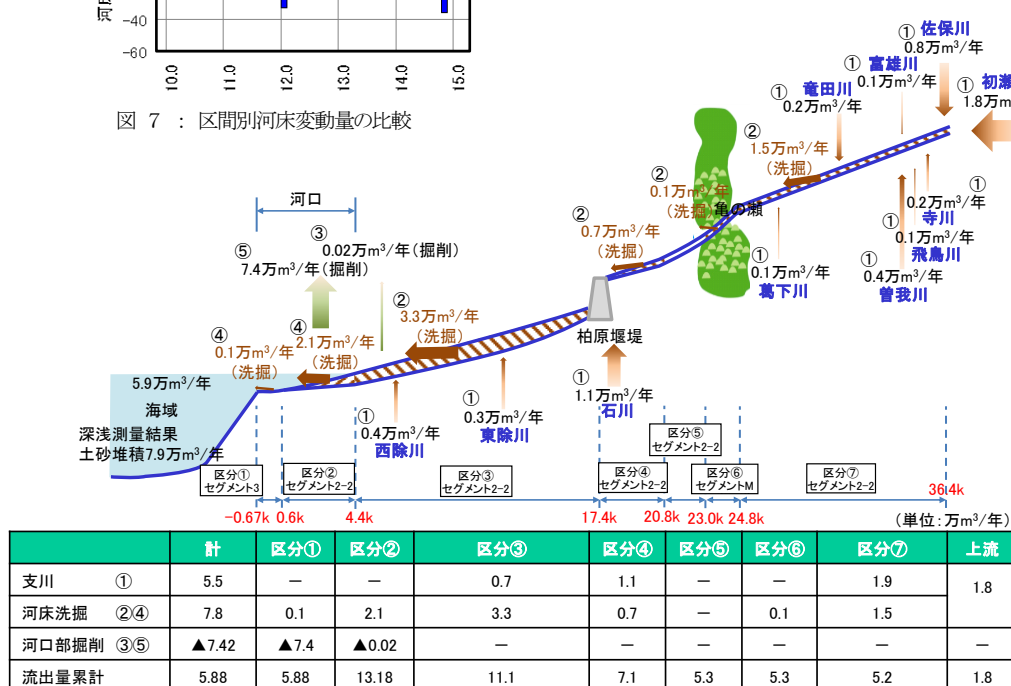 河床
-40
-60
10.0
11.0
12.0
13.0
14.0
15.0
図 7 : 区間別河床変動量の比較
① 佐保川
0.8万m³/年
① 富雄川
0.1万m³/年
① 初瀬
1.8万m
① 竜田川
0.2万m³/年
②
1.5万m³/年
(洗掘)
②
0.1万m³/年
(洗掘)
亀の瀬
②
0.7万m³/年
(洗掘)
①
0.2万m³/年
寺川
①
0.1万m³/年
飛鳥川
①
0.4万m³/年
曽我川
①
0.1万m³/年
葛下川
河口
③
0.02万m³/年(掘削)
⑤
7.4万m³/年(掘削)
②
3.3万m³/年
(洗掘)
④
2.1万m³/年
(洗掘)
④
0.1万m³/年
(洗掘)
柏原堰堤
①
1.1万m³/年
石川
①
0.3万m³/年
東除川
①
0.4万m³/年
西除川
5.9万m³/年
海域
深浅測量結果
土砂堆積7.9万m³/年
区分①
セグメント3
区分②
セグメント2-2
区分③
セグメント2-2
区分④
セグメント2-2
区分⑤
セグメント2-2
区分⑥
セグメントM
区分⑦
セグメント2-2
-0.67k 0.6k 4.4k 17.4k 20.8k 23.0k 24.8k 36.4k
(単位:万m³/年)
計 区分① 区分② 区分③ 区分④ 区分⑤ 区分⑥ 区分⑦ 上流
支川 ① 5.5 － － 0.7 1.1 － － 1.9 1.8
河床洗掘 ②④ 7.8 0.1 2.1 3.3 0.7 － 0.1 1.5
河口部掘削 ③⑤ ▲7.42 ▲7.4 ▲0.02 － － － － － －
流出量累計 5.88 5.88 13.18 11.1 7.1 5.3 5.3 5.2 1.8